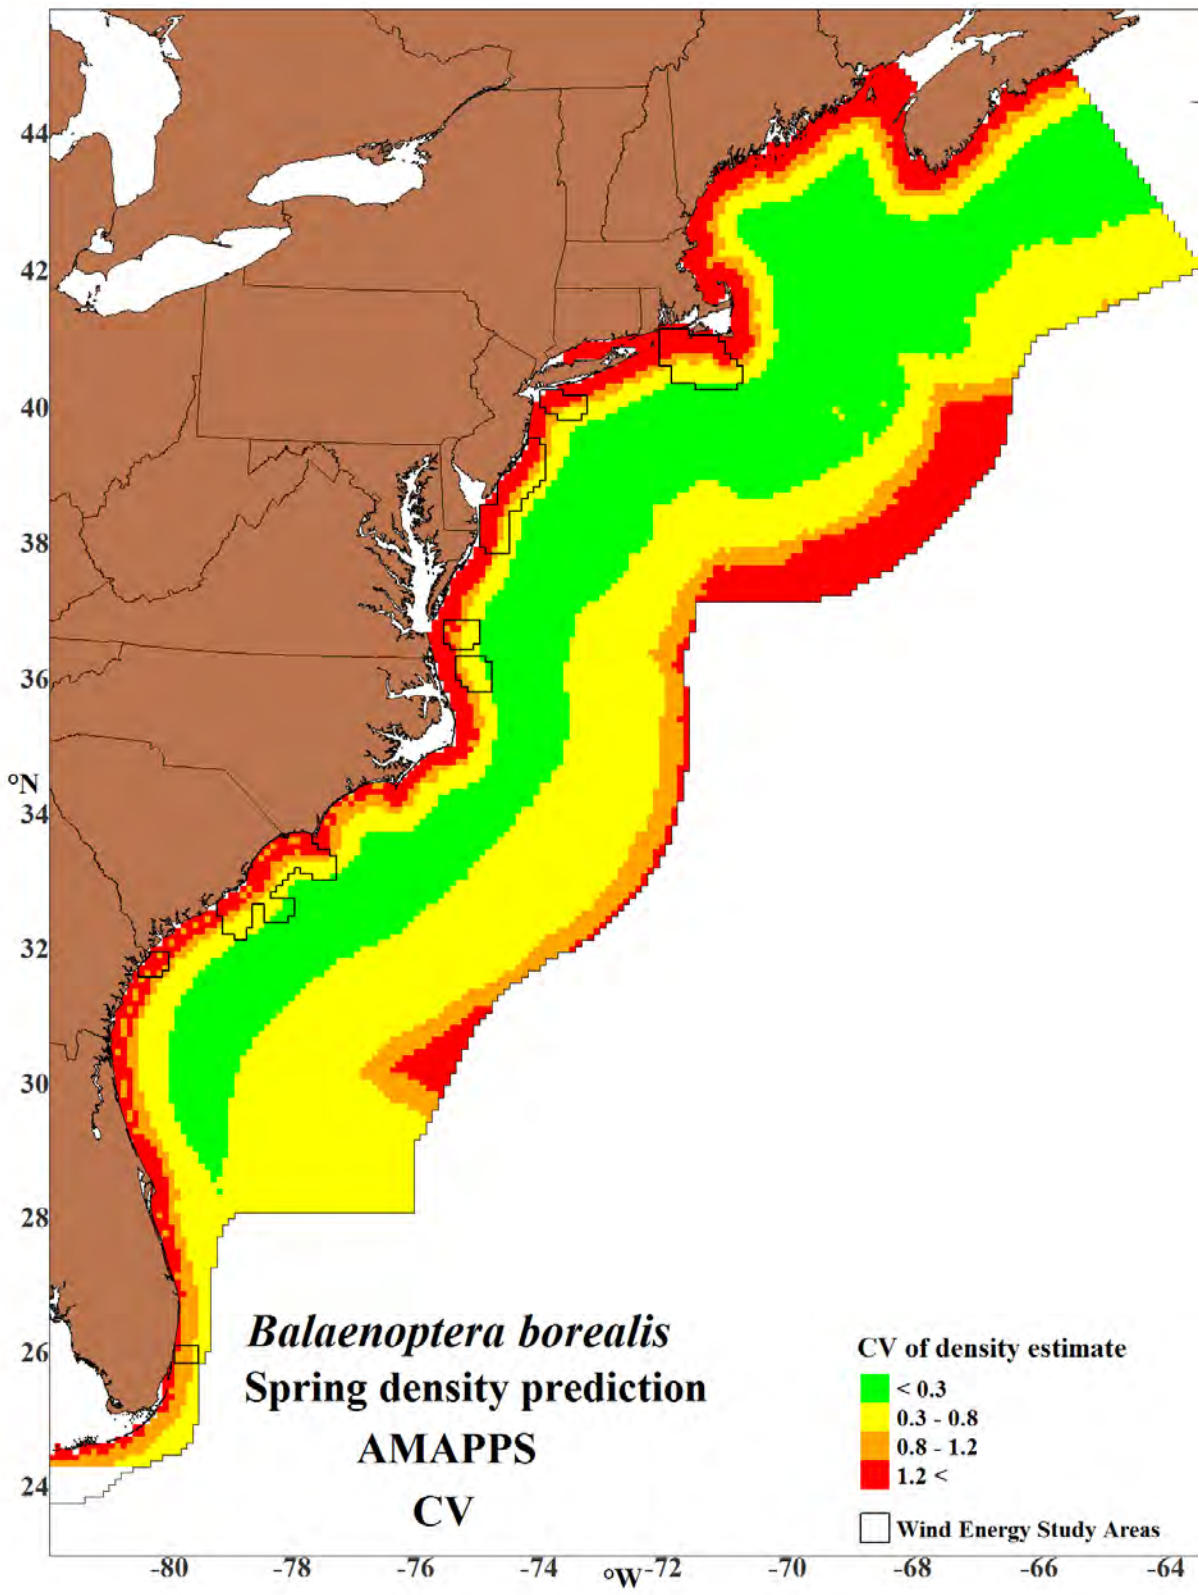 44
42
40
38
36
°N
34
32
30
28
26
24
Balaenoptera borealis
Spring density prediction
AMAPPS
CV
CV of density estimate
< 0.3
0.3 - 0.8
0.8 - 1.2
1.2 <
Wind Energy Study Areas
-80 -78 -76 -74 °W -72 -70 -68 -66 -64